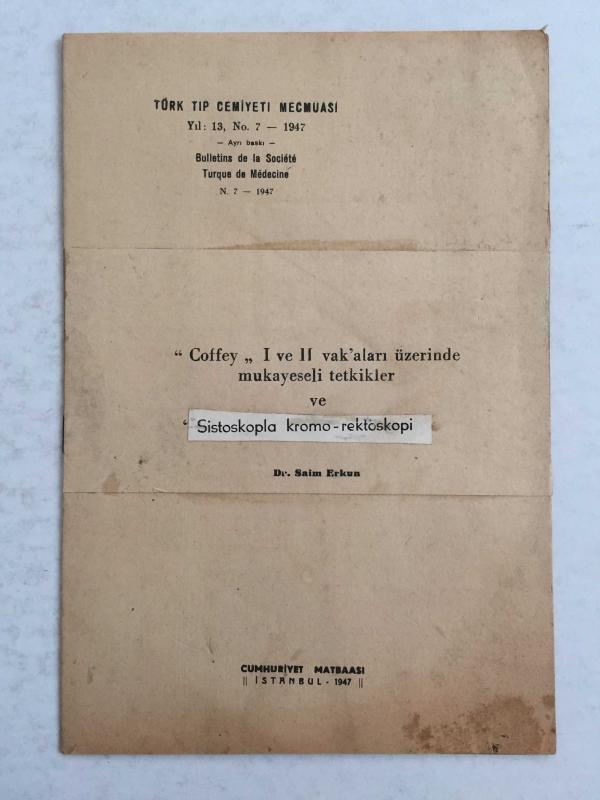 TÜRK TIP CEMİYETİ MECMUASI
Yıl: 13, No. 7 — 1947
— Ayrı baskı —
Bulletins de la Société
Turque de Médecine
N. 7 — 1947
“ Coffey „ I ve II vak'aları üzerinde
mukayeseli tetkikler
ve
Sistoskopla kromo-rektoskopi
Dr. Saim Erkun
CUMHURİYET MATBAASI
|| İSTANBUL - 1947 ||